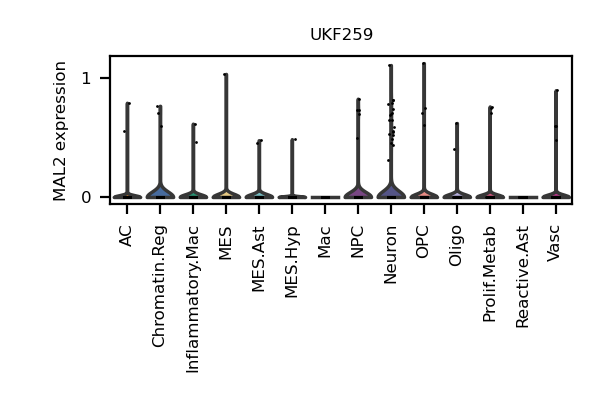 UKF259
MAL2 expression
1
0
AC
Chromatin.Reg
Inflammatory.Mac
MES
MES.Ast
MES.Hyp
Mac
NPC
Neuron
OPC
Oligo
Prolif.Metab
Reactive.Ast
Vasc